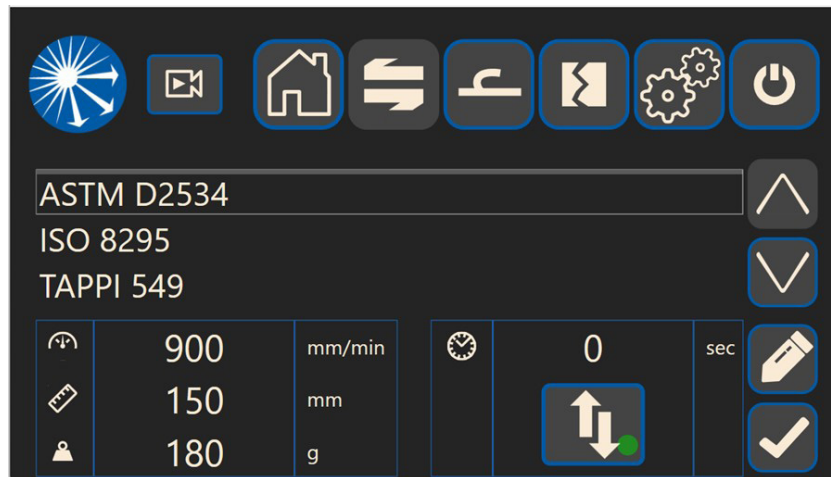 ASTM D2534
ISO 8295
TAPPI 549
900 mm/min 0 sec
150 mm
180 g